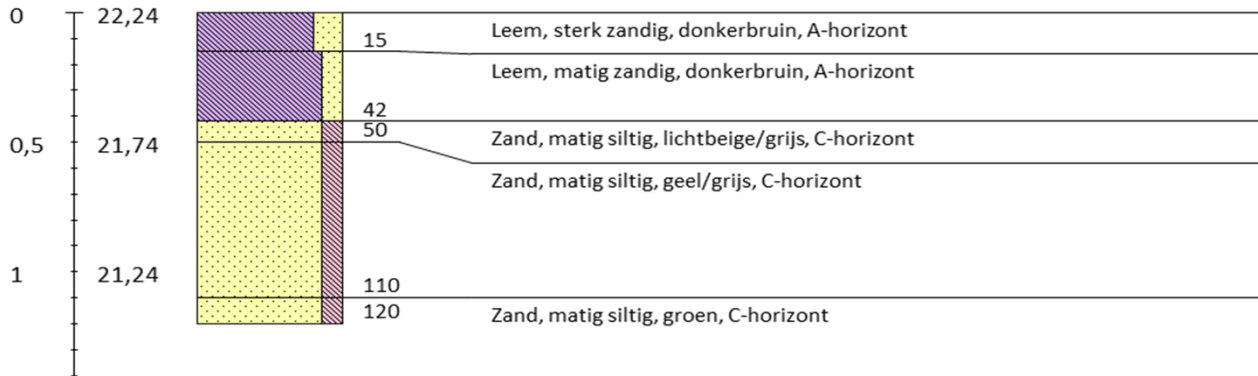 0 22,24
Leem, sterk zandig, donkerbruin, A-horizont
15
Leem, matig zandig, donkerbruin, A-horizont
42
50
Zand, matig siltig, lichtbeige/grijs, C-horizont
0,5 21,74
Zand, matig siltig, geel/grijs, C-horizont
1 21,24
110
120
Zand, matig siltig, groen, C-horizont